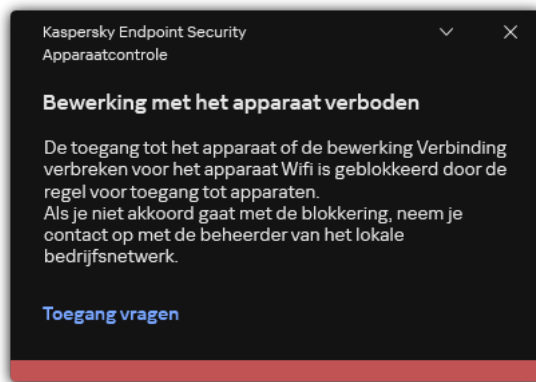 Kaspersky Endpoint Security
Apparaatcontrole
Bewerking met het apparaat verboden
De toegang tot het apparaat of de bewerking Verbinding
verbreken voor het apparaat Wifi is geblokkeerd door de
regel voor toegang tot apparaten.
Als je niet akkoord gaat met de blokkering, neem je
contact op met de beheerder van het lokale
bedrijfsnetwerk.
Toegang vragen